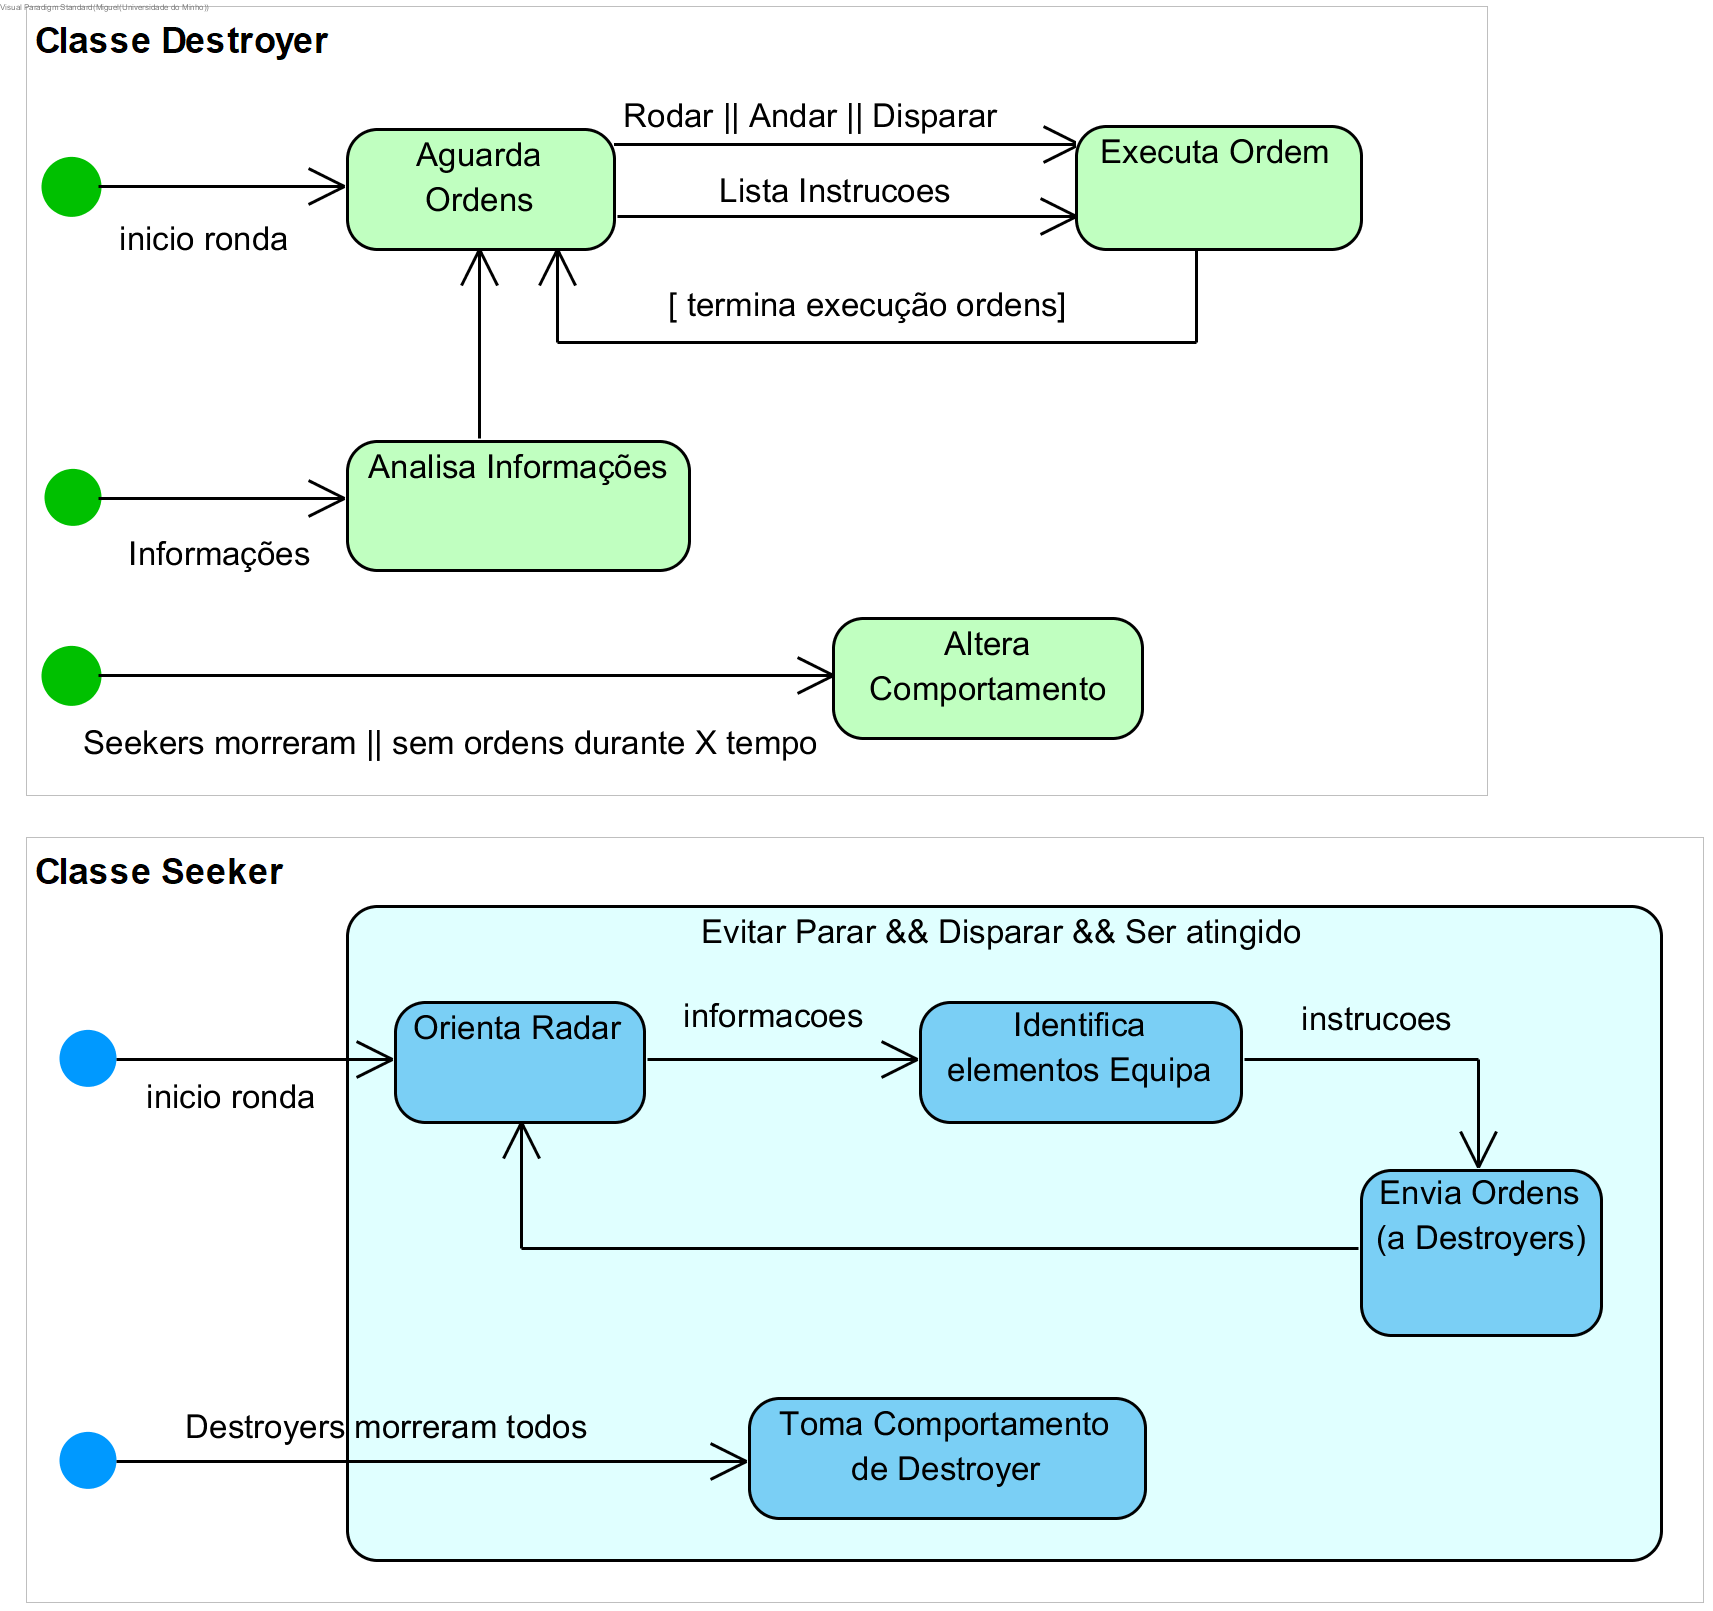 Visual Paradigm Standard(Miguel(Universidade do Minho))
Classe Destroyer
Rodar || Andar || Disparar
Aguarda
Ordens
Executa Ordem
Lista Instrucoes
inicio ronda
[ termina execução ordens]
Analisa Informações
Informações
Altera
Comportamento
Seekers morreram || sem ordens durante X tempo
Classe Seeker
Evitar Parar && Disparar && Ser atingido
Orienta Radar
informacoes
Identifica
elementos Equipa
instrucoes
inicio ronda
Envia Ordens
(a Destroyers)
Destroyers morreram todos
Toma Comportamento
de Destroyer